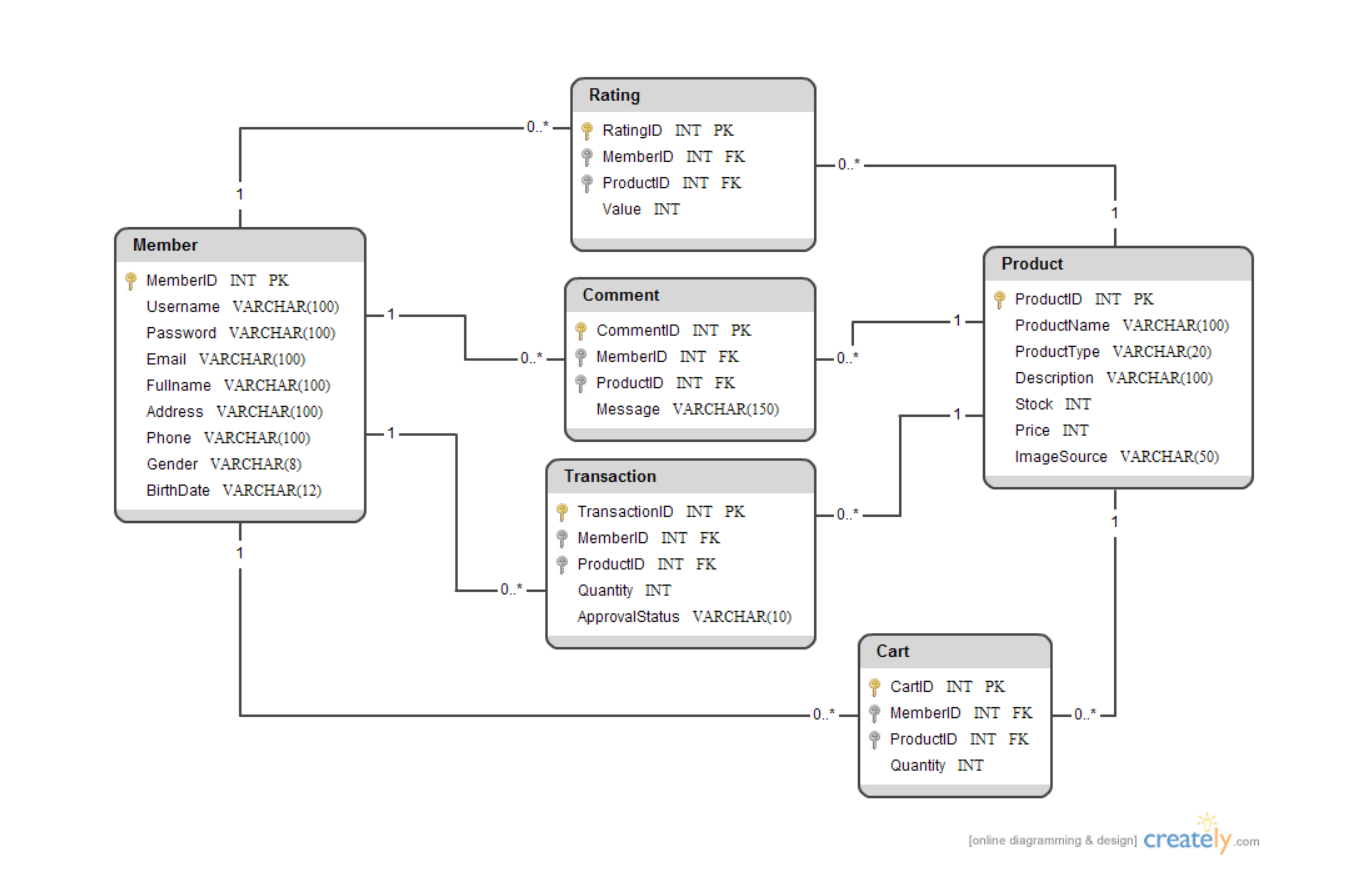 Rating
RatingID INT PK
MemberID INT FK
ProductID INT FK
Value INT
0..*
0..*
1
1
Member
MemberID INT PK
Username VARCHAR(100)
Password VARCHAR(100)
Email VARCHAR(100)
Fullname VARCHAR(100)
Address VARCHAR(100)
Phone VARCHAR(100)
Gender VARCHAR(8)
BirthDate VARCHAR(12)
1
1
1
Comment
CommentID INT PK
MemberID INT FK
ProductID INT FK
Message VARCHAR(150)
0..*
0..*
Product
ProductID INT PK
ProductName VARCHAR(100)
ProductType VARCHAR(20)
Description VARCHAR(100)
Stock INT
Price INT
ImageSource VARCHAR(50)
1
1
1
Transaction
TransactionID INT PK
MemberID INT FK
ProductID INT FK
Quantity INT
ApprovalStatus VARCHAR(10)
0..*
0..*
Cart
CartID INT PK
MemberID INT FK
ProductID INT FK
Quantity INT
0..*
0..*
[online diagramming & design] creately.com